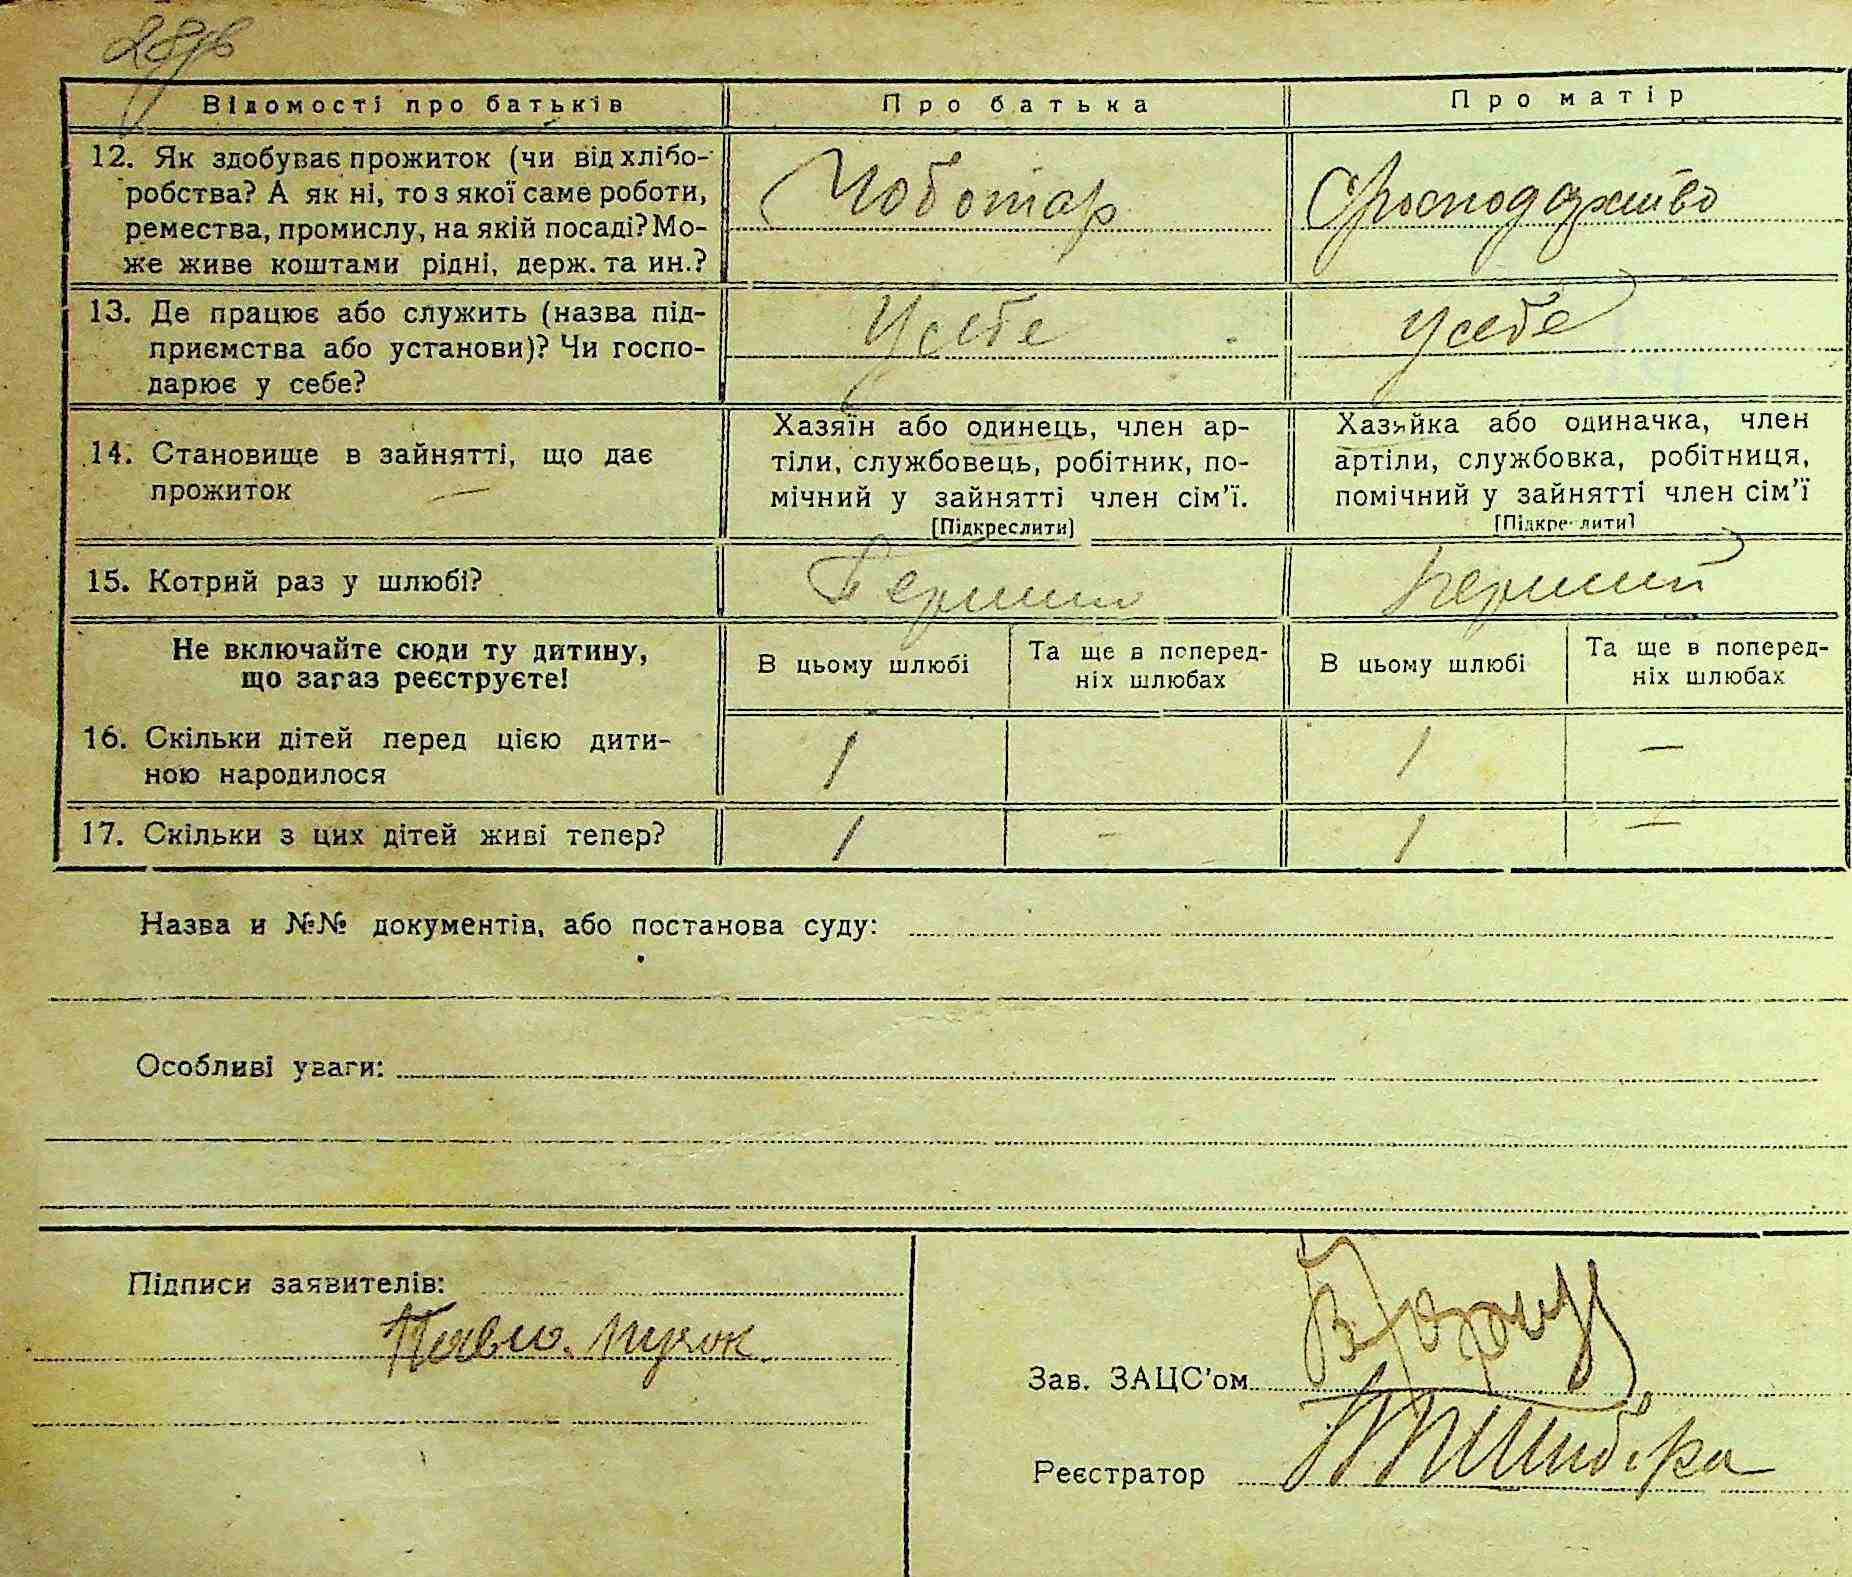 Відомості про батьків Про батька Про матір
12. Як здобуває прожиток (чи від хлібо-
робства? А як ні, то з якої саме роботи,
ремества, промислу, на якій посаді? Мо-
же живе коштами рідні, держ. та ин.?
Чоботар
13. Де працює або служить (назва під-
приємства або установи)? Чи госпо-
дарює у себе?
У себе у себе
14. Становище в зайнятті, що дає
прожиток —
Хазяїн або одинець, член ар-
тіли, службовець, робітник, по-
мічний у зайнятті член сім’ї.
[Підкреслити]
Хазяйка або одиначка, член
артіли, службовка, робітниця,
помічний у зайнятті член сім’ї
[Підкреслити]
15. Котрий раз у шлюбі? Перший Перший
Не включайте сюди ту дитину,
що загаз реєструєте!
В цьому шлюбі
Та ще в поперед-
ніх шлюбах
В цьому шлюбі
Та ще в поперед-
ніх шлюбах
16. Скільки дітей перед цією дити-
ною народилося
1 1 —
17. Скільки з цих дітей живі тепер? 1 - 1 —
Назва и №№ документів, або постанова суду:
Особливі уваги:
Підписи заявителів:
Павло
Зав. ЗАЦС’ом
Реєстратор